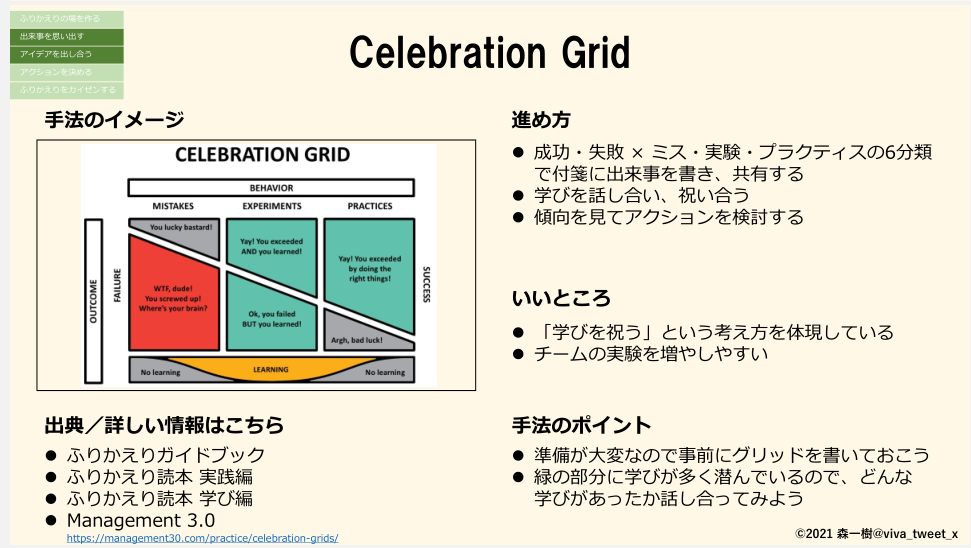 ふりかえりの場を作る
出来事を思い出す
アイデアを出し合う
アクションを決める
ふりかえりをカイゼンする
Celebration Grid
手法のイメージ
CELEBRATION GRID
BEHAVIOR
MISTAKES EXPERIMENTS PRACTICES
OUTCOME
FAILURE
You lucky bastard!
WTF, dude!
You screwed up!
Where's your brain?
Yay! You exceeded
AND you learned!
Ok, you failed
BUT you learned!
Yay! You exceeded
by doing the
right things!
Argh, bad luck!
SUCCESS
No learning
LEARNING
No learning
出典／詳しい情報はこちら
● ふりかえりガイドブック
● ふりかえり読本 実践編
● ふりかえり読本 学び編
● Management 3.0
https://management30.com/practice/celebration-grids/
進め方
● 成功・失敗 × ミス・実験・プラクティスの6分類
で付箋に出来事を書き、共有する
● 学びを話し合い、祝い合う
● 傾向を見てアクションを検討する
いいところ
● 「学びを祝う」という考え方を体現している
● チームの実験を増やしやすい
手法のポイント
● 準備が大変なので事前にグリッドを書いておこう
● 緑の部分に学びが多く潜んでいるので、どんな
学びがあったか話し合ってみよう
©2021 森一樹@viva_tweet_x